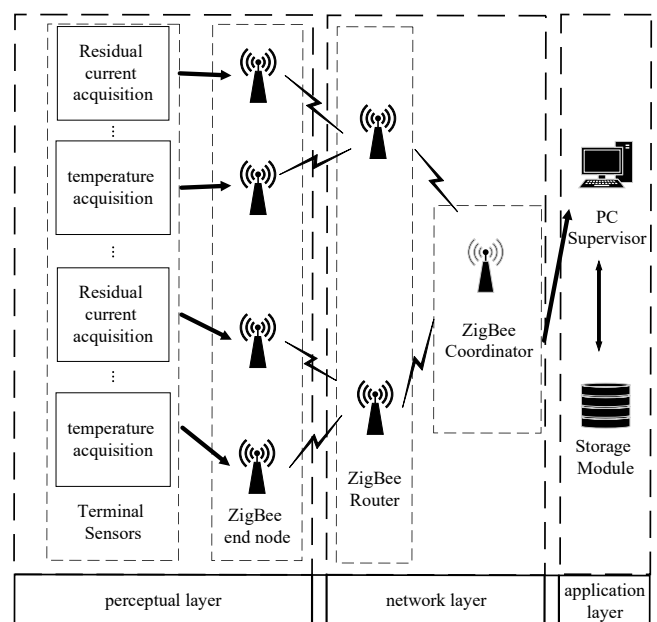 Residual
current
acquisition
...
temperature
acquisition
...
Residual
current
acquisition
...
temperature
acquisition
Terminal
Sensors
ZigBee
end node
ZigBee
Router
ZigBee
Coordinator
PC
Supervisor
Storage
Module
perceptual layer
network layer
application
layer